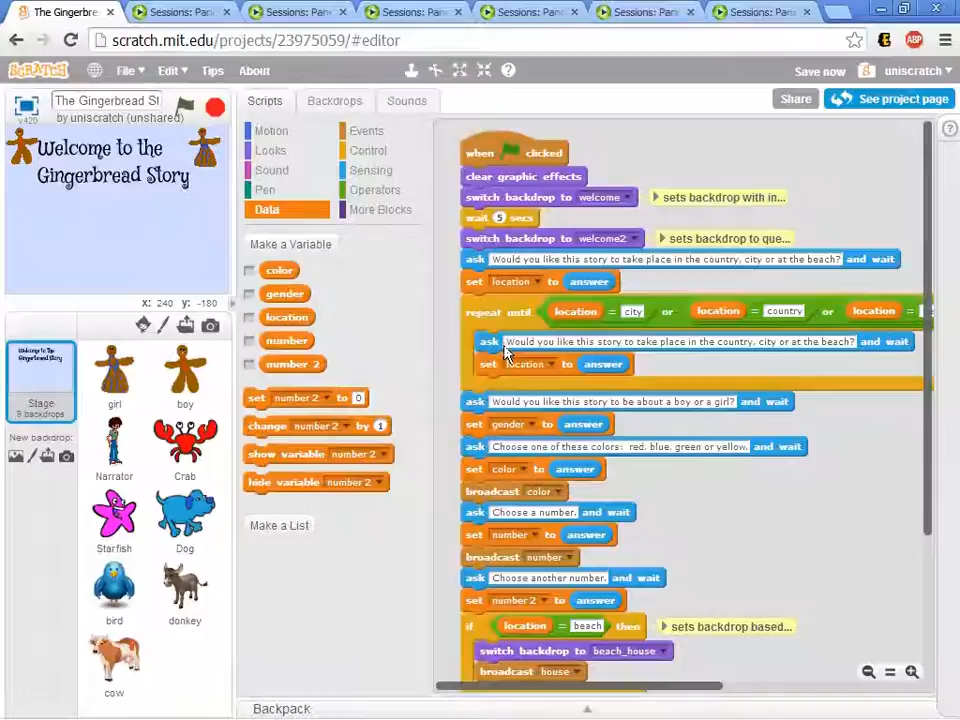 The Gingerbre
Sessions: Pan
Sessions: Pan
Sessions: Pan
Sessions: Pan
Sessions: Pan
Sessions: Pan
scratch.mit.edu/projects/23975059/#editor
ABP
SCRATCH
File
Edit
Tips
About
Save now
uniscratch
v420
The Gingerbread St
by uniscratch (unshared)
Scripts
Backdrops
Sounds
Share
See project page
Welcome to the
Gingerbread Story
Motion
Events
Looks
Control
Sound
Sensing
Pen
Operators
Data
More Blocks
Make a Variable
color
gender
location
number
number 2
set number 2 to 0
change number 2 by 1
show variable number 2
hide variable number 2
Make a List
x: 240 y: -180
Welcome to the
Gingerbread Story
Stage
9 backdrops
New backdrop:
girl
boy
Narrator
Crab
Starfish
Dog
bird
donkey
cow
when clicked
clear graphic effects
switch backdrop to welcome
sets backdrop with in...
wait 5 secs
switch backdrop to welcome2
sets backdrop to que...
ask Would you like this story to take place in the country, city or at the beach? and wait
set location to answer
repeat until location = city or location = country or location =
ask Would you like this story to take place in the country, city or at the beach? and wait
set location to answer
ask Would you like this story to be about a boy or a girl? and wait
set gender to answer
ask Choose one of these colors: red, blue, green or yellow. and wait
set color to answer
broadcast color
ask Choose a number. and wait
set number to answer
broadcast number
ask Choose another number. and wait
set number 2 to answer
if location = beach then
sets backdrop based...
switch backdrop to beach_house
broadcast house
Backpack